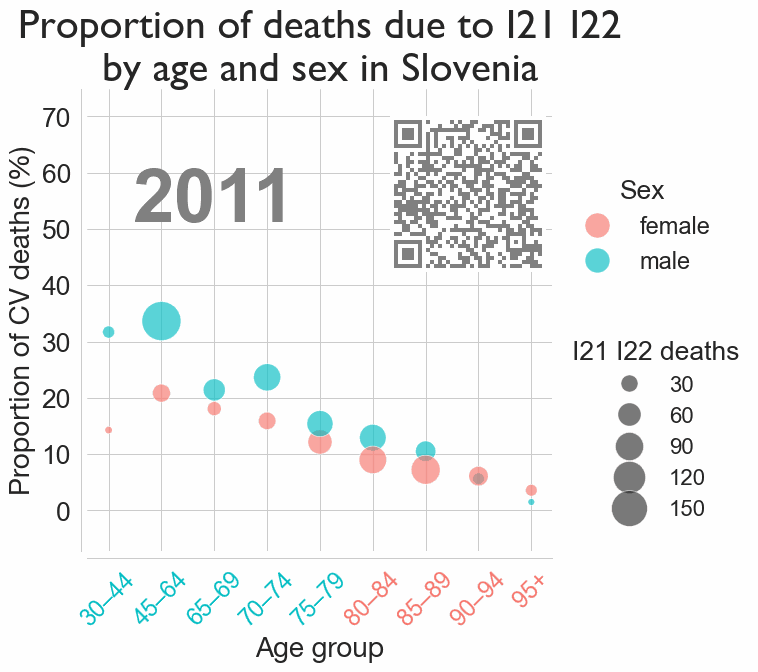 Proportion of deaths due to I21 I22
by age and sex in Slovenia
Proportion of CV deaths (%)
70
60
50
40
30
20
10
0
2011
Sex
female
male
I21 I22 deaths
30
60
90
120
150
30–44
45–64
65–69
70–74
75–79
80–84
85–89
90–94
95+
Age group